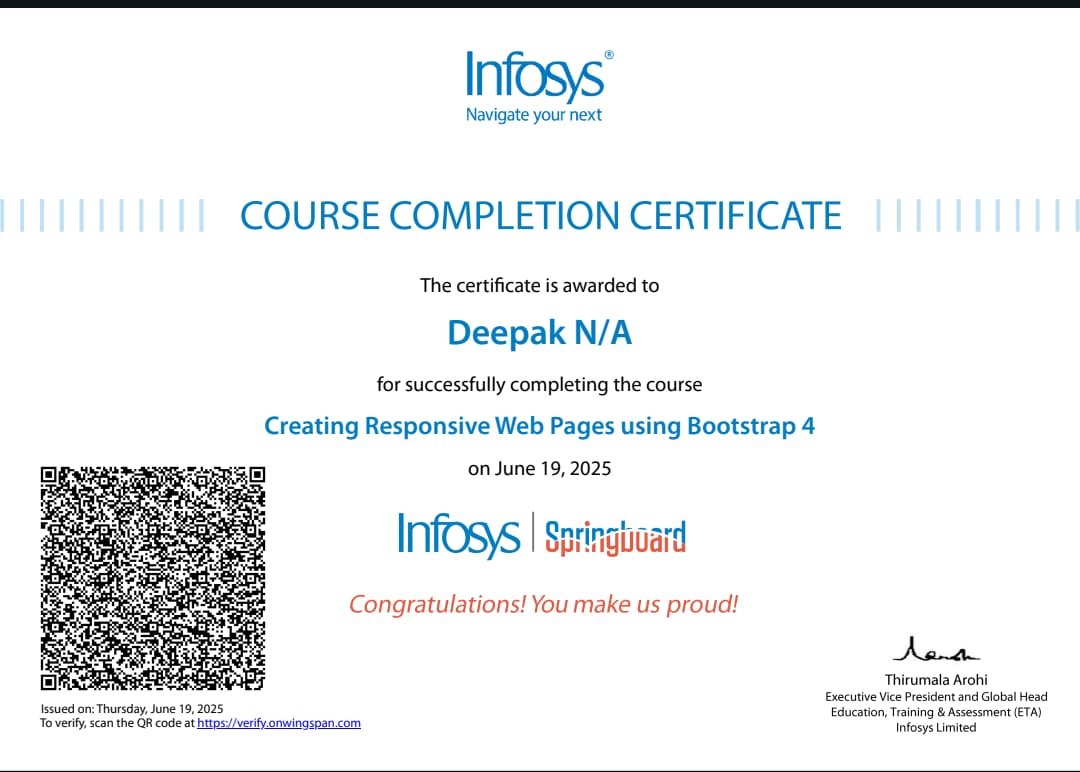 Infosys®
Navigate your next
COURSE COMPLETION CERTIFICATE
The certificate is awarded to
Deepak N/A
for successfully completing the course
Creating Responsive Web Pages using Bootstrap 4
on June 19, 2025
Infosys | Springboard
Congratulations! You make us proud!
Issued on: Thursday, June 19, 2025
To verify, scan the QR code at https://verify.onwingspan.com
Thirumala Arohi
Executive Vice President and Global Head
Education, Training & Assessment (ETA)
Infosys Limited